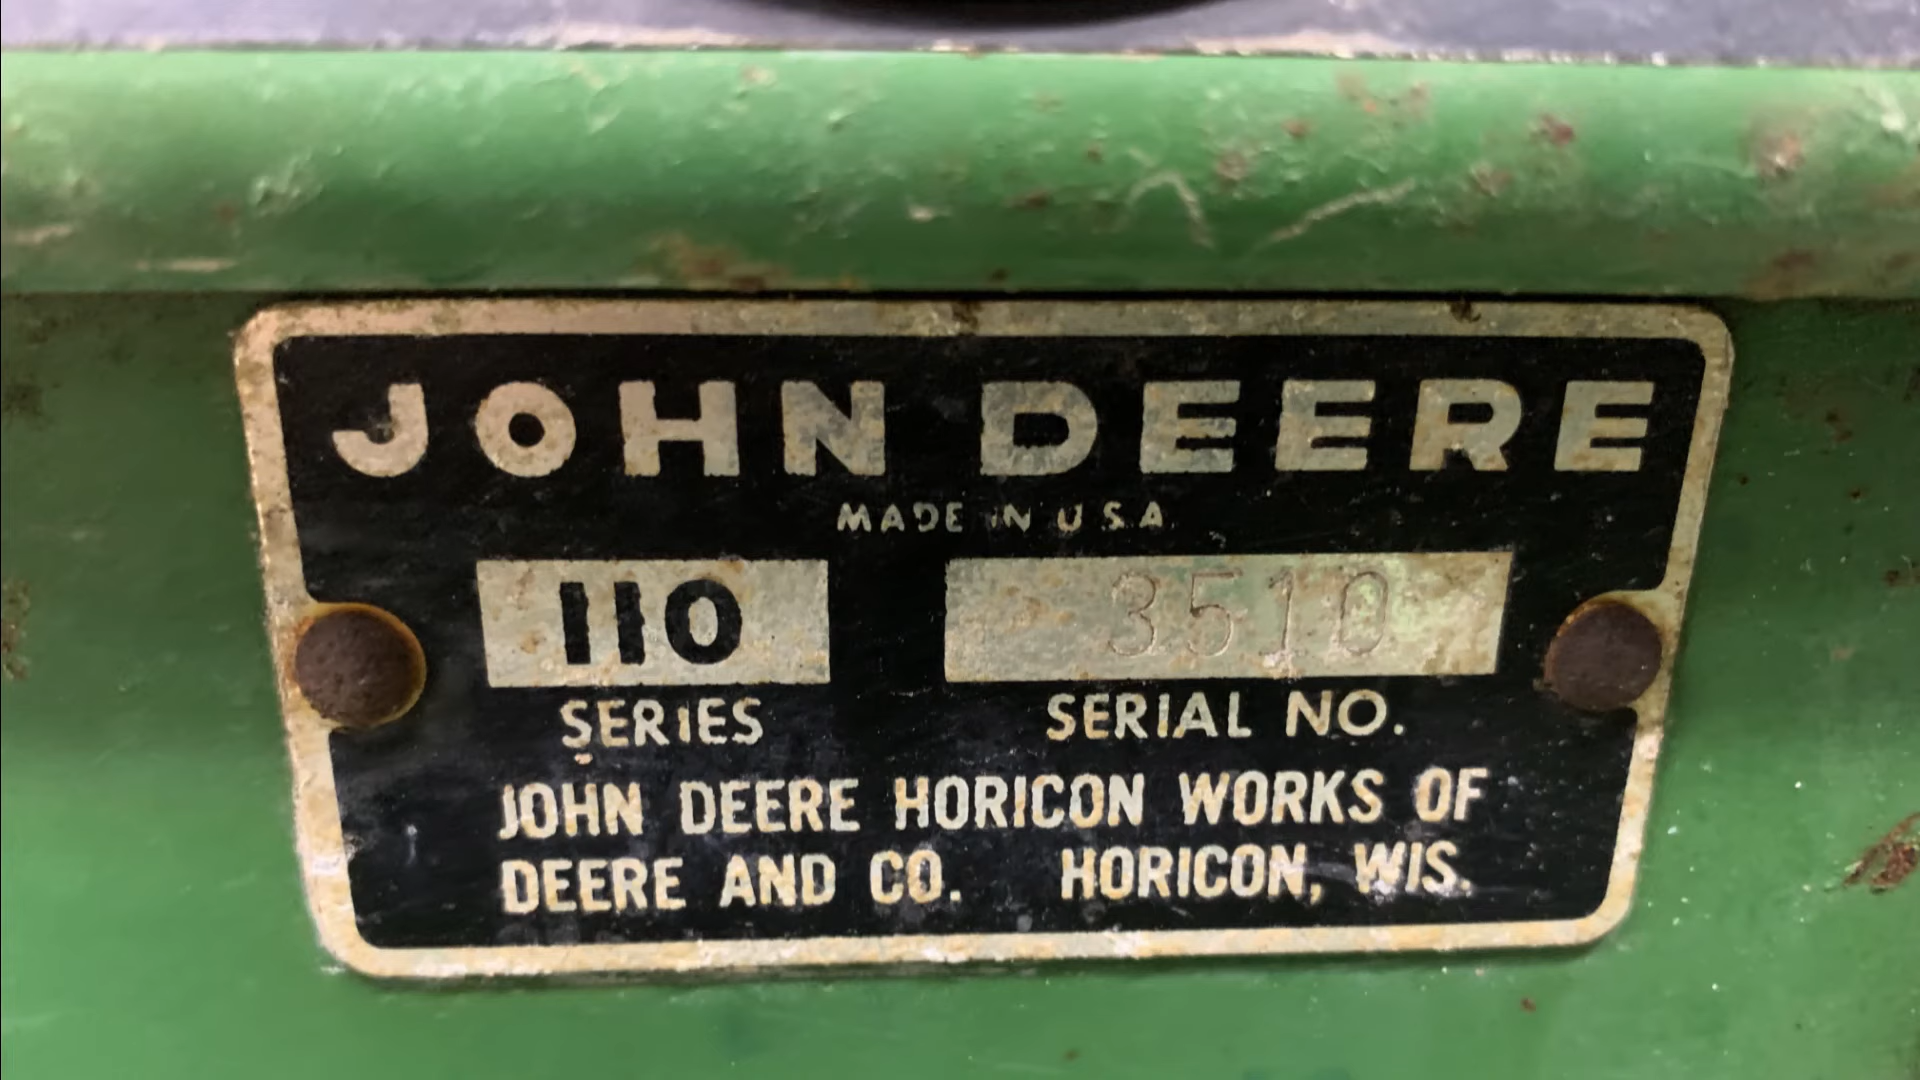 JOHN DEERE
MADE IN U.S.A.
110 3510
SERIES SERIAL NO.
JOHN DEERE HORICON WORKS OF
DEERE AND CO. HORICON, WIS.